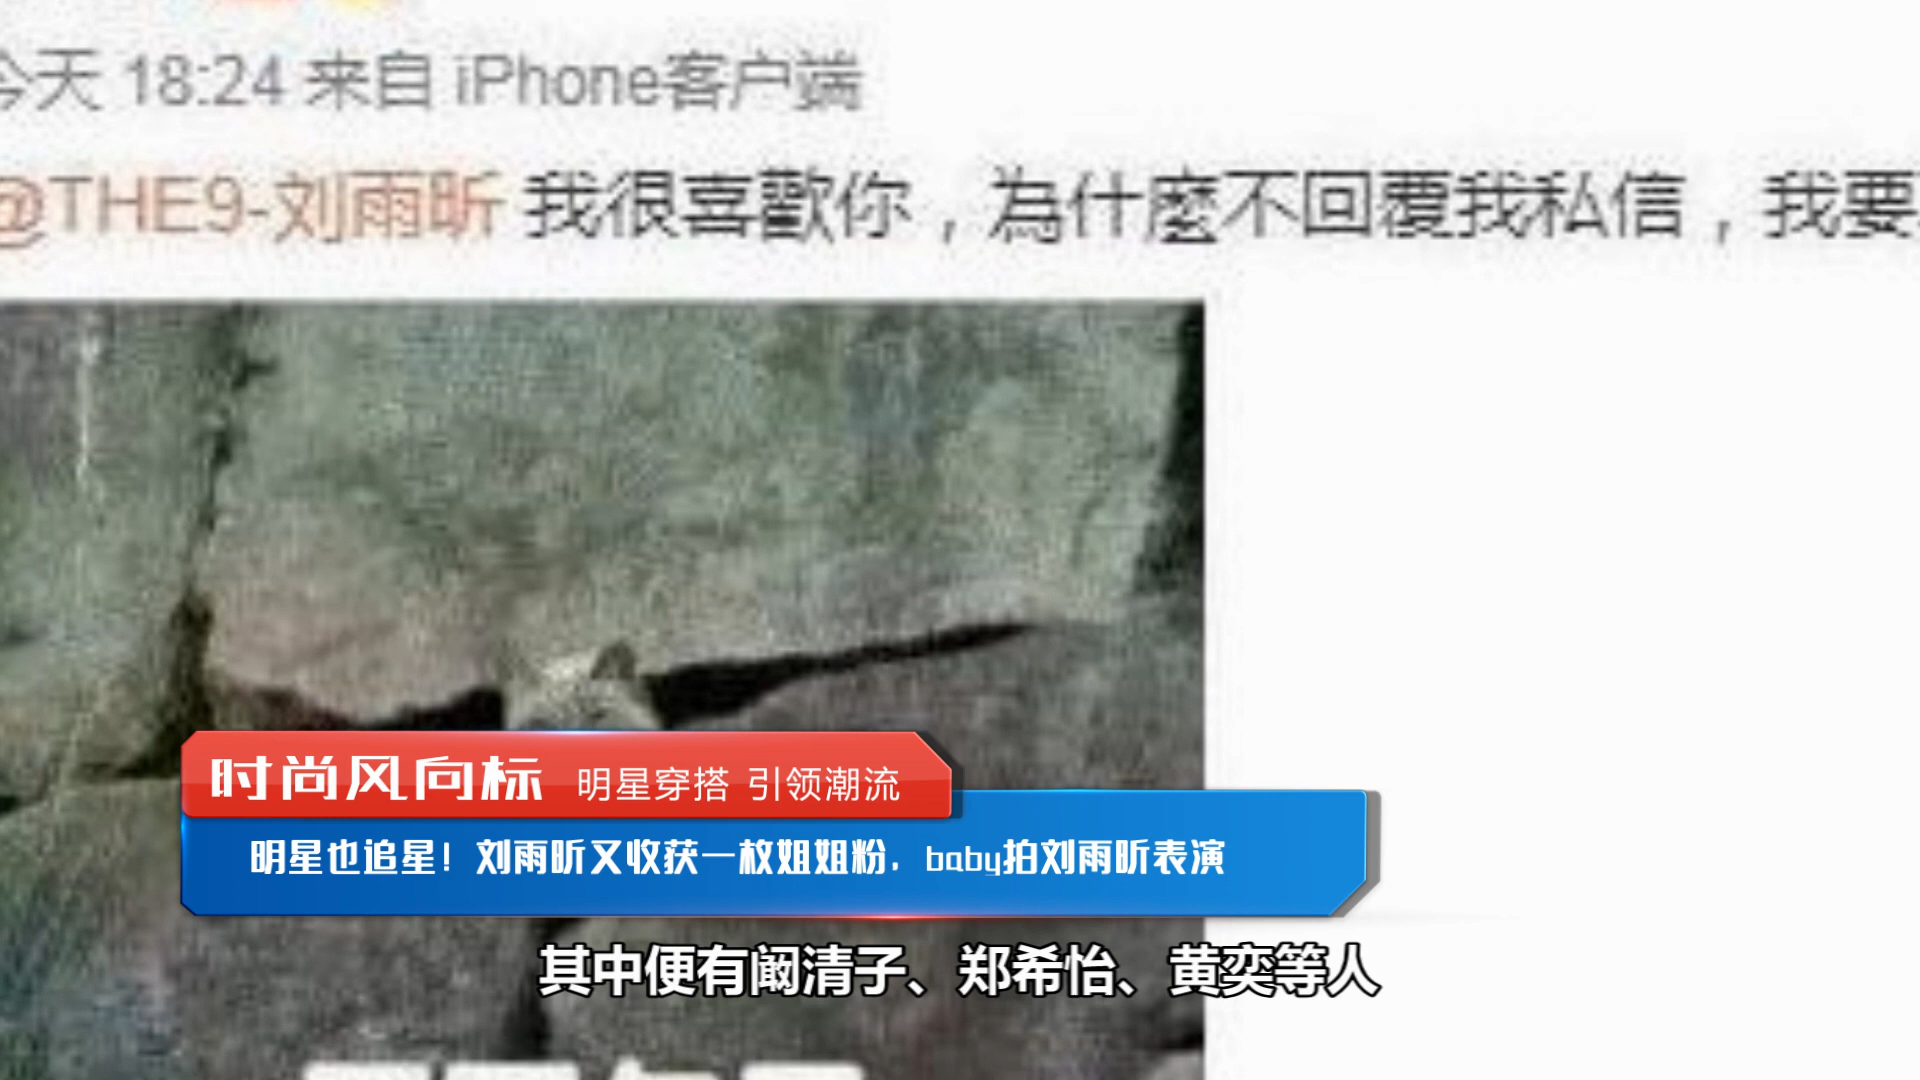 今天 18:24 来自 iPhone客户端
@THE9-刘雨昕 我很喜歡你，為什麼不回覆我私信，我要
时尚风向标 明星穿搭 引领潮流
明星也追星！刘雨昕又收获一枚姐姐粉，baby拍刘雨昕表演
其中便有阚清子、郑希怡、黄奕等人